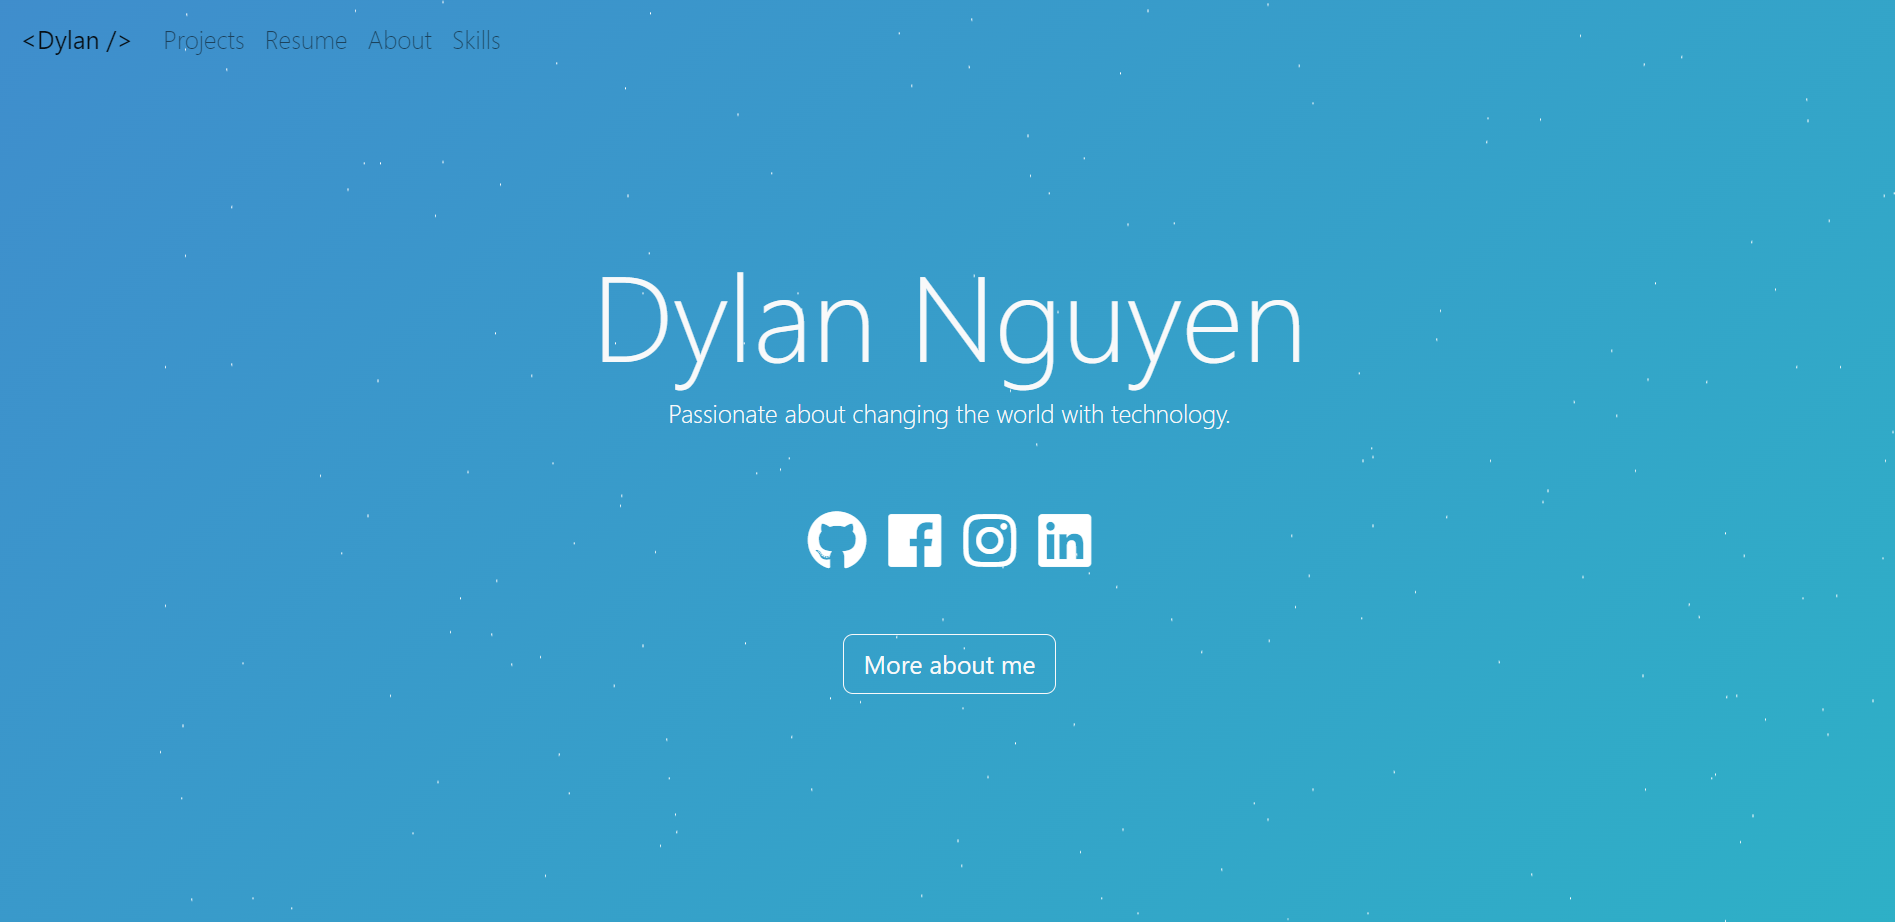 <Dylan /> Projects Resume About Skills
Dylan Nguyen
Passionate about changing the world with technology.
in
More about me